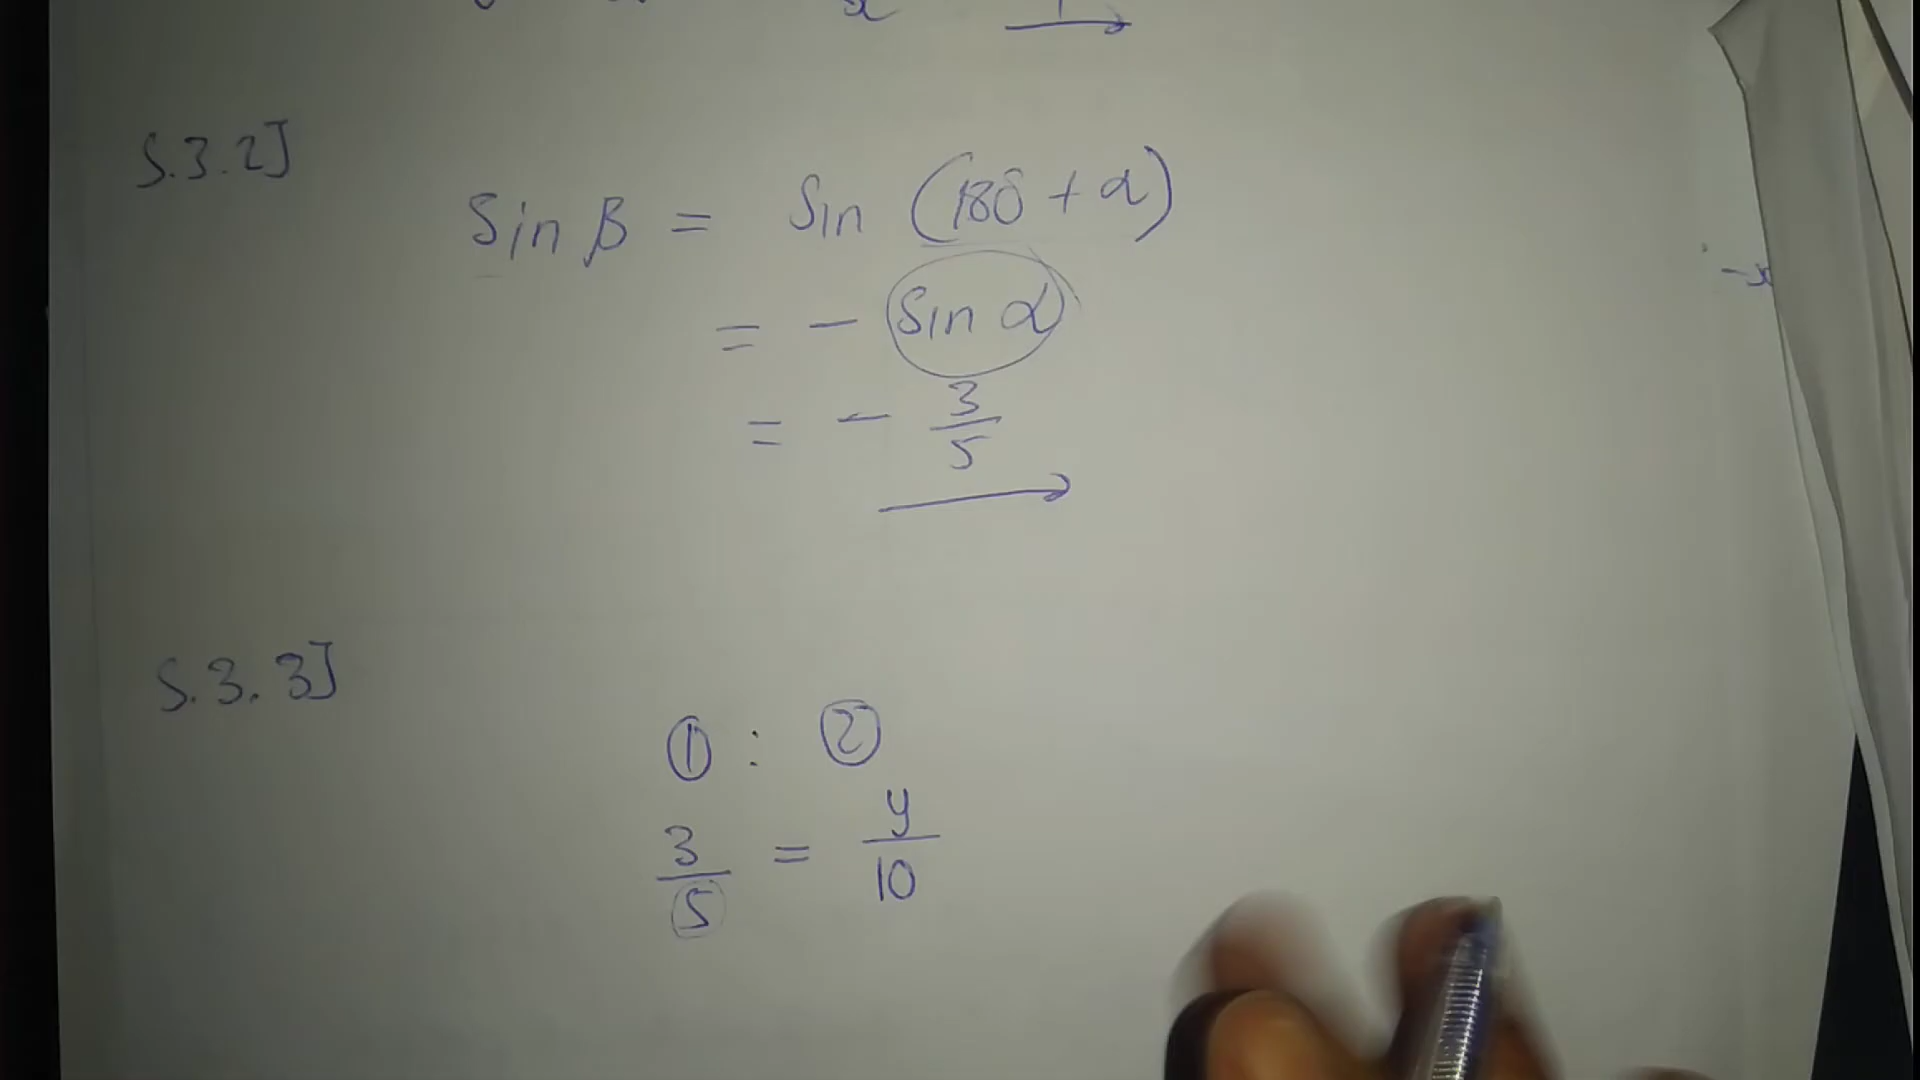 x
5.3.2]
Sin β = Sin (180 + α)
= - Sin α
= - 3/5
5.3.3]
① : ②
3/5 = y/10